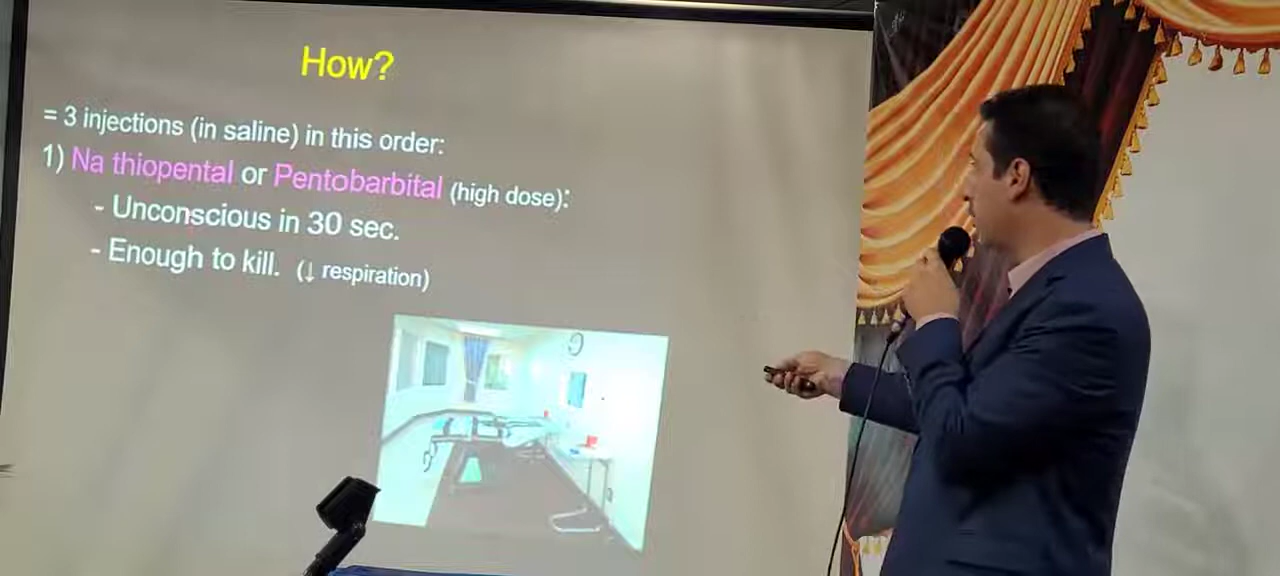 How?
= 3 injections (in saline) in this order:
1) Na thiopental or Pentobarbital (high dose):
- Unconscious in 30 sec.
- Enough to kill. (↓ respiration)